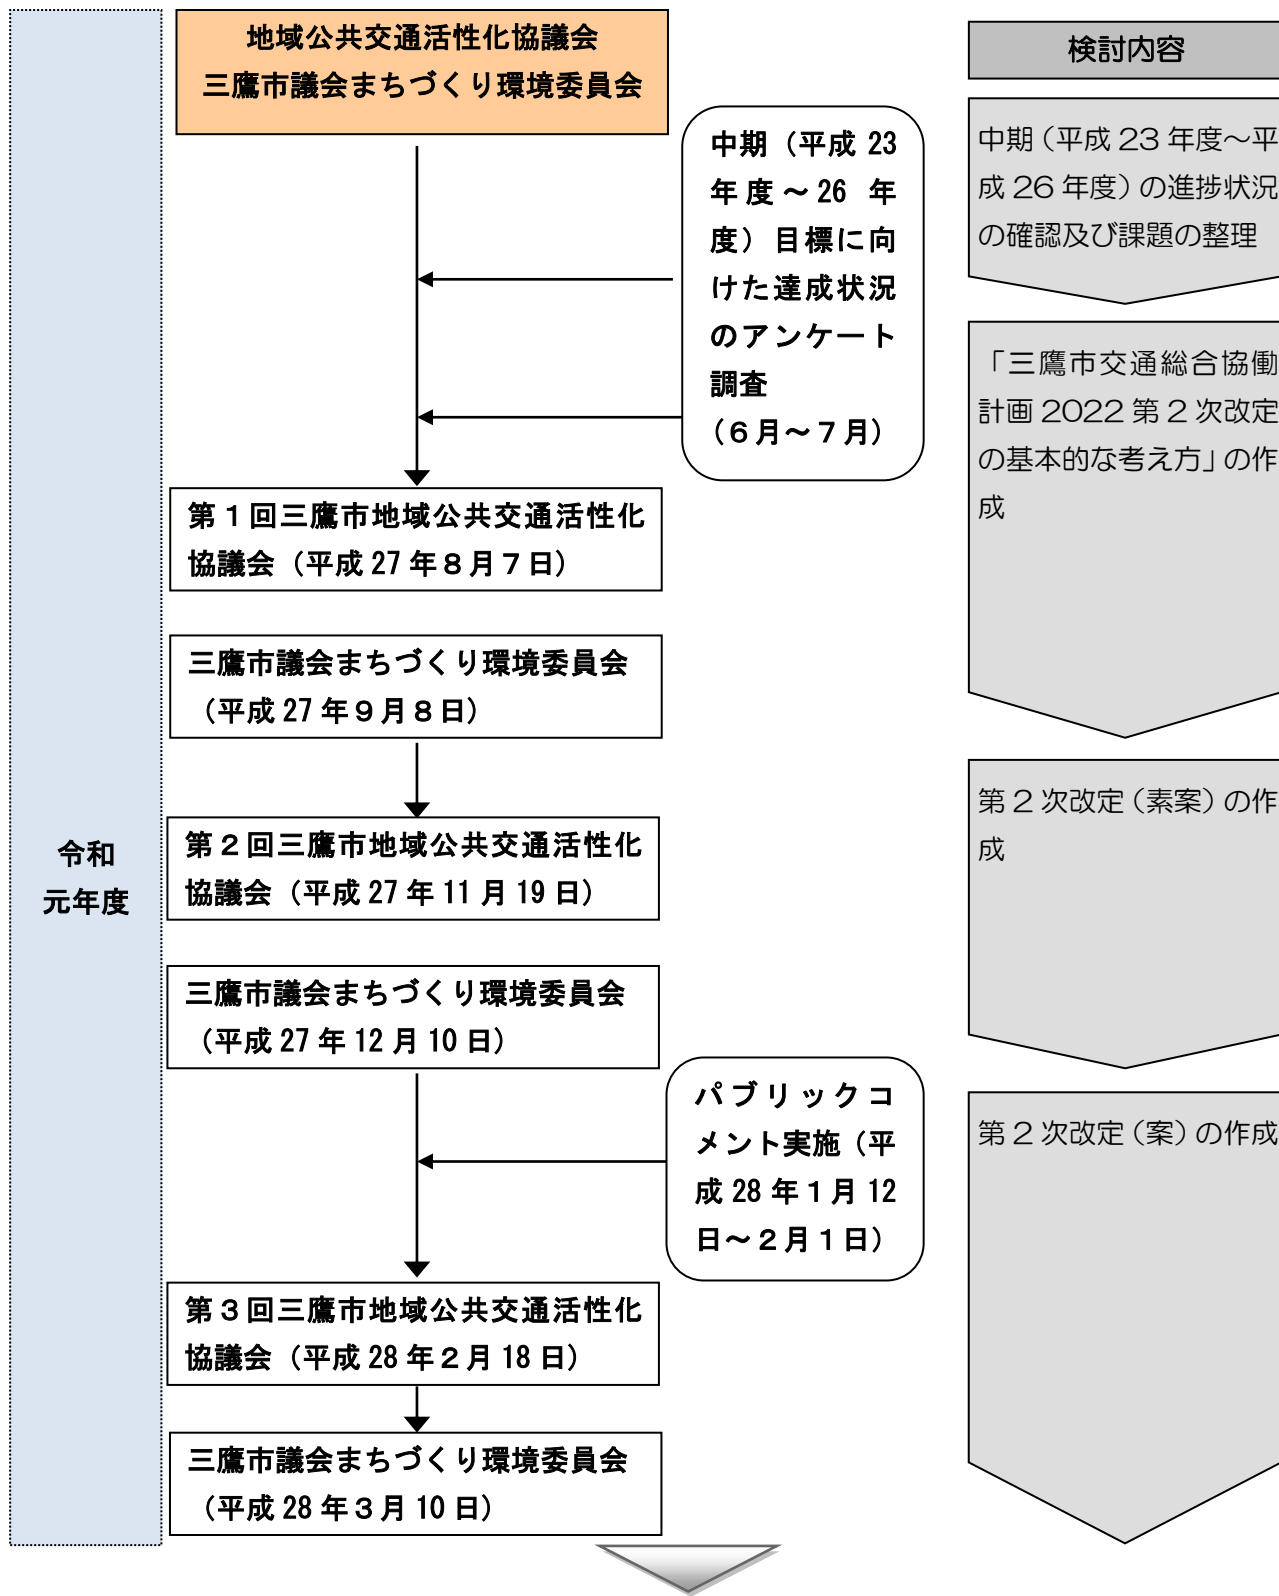 地域公共交通活性化協議会
三鷹市議会まちづくり環境委員会
中期（平成 23
年度～26 年
度）目標に向
けた達成状況
のアンケート
調査
（６月～７月）
第１回三鷹市地域公共交通活性化
協議会（平成 27 年８月７日）
三鷹市議会まちづくり環境委員会
（平成 27 年９月８日）
第２回三鷹市地域公共交通活性化
協議会（平成 27 年 11 月 19 日）
令和
元年度
三鷹市議会まちづくり環境委員会
（平成 27 年 12 月 10 日）
パブリックコ
メント実施（平
成 28 年１月 12
日～２月１日）
第３回三鷹市地域公共交通活性化
協議会（平成 28 年２月 18 日）
三鷹市議会まちづくり環境委員会
（平成 28 年３月 10 日）
検討内容
中期（平成 23 年度～平
成 26 年度）の進捗状況
の確認及び課題の整理
「三鷹市交通総合協働
計画 2022 第 2 次改定
の基本的な考え方」の作
成
第 2 次改定（素案）の作
成
第 2 次改定（案）の作成